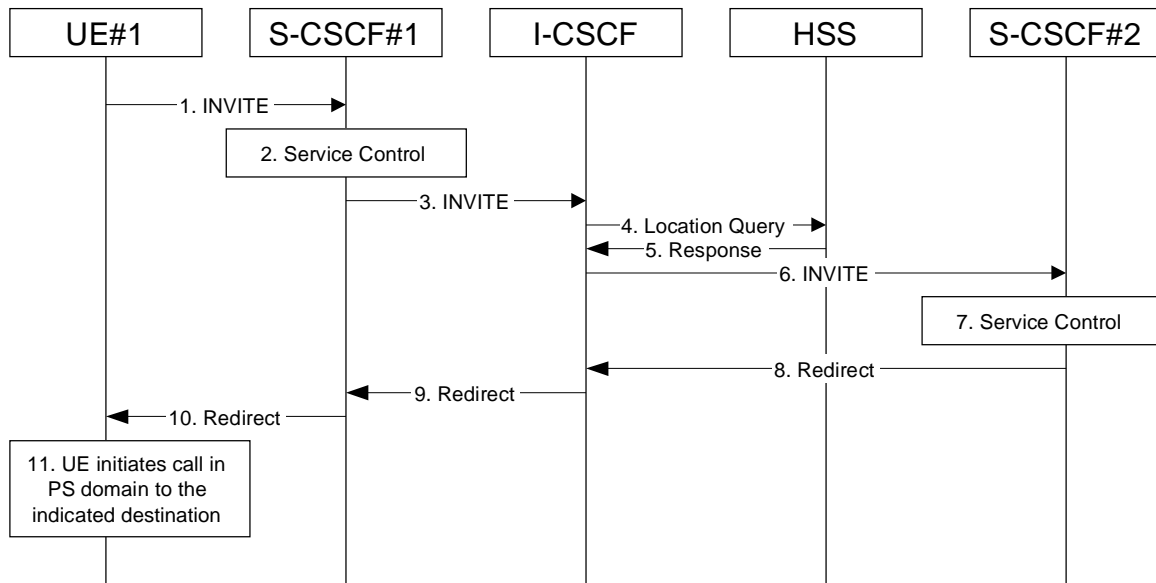 UE#1
S-CSCF#1
I-CSCF
HSS
S-CSCF#2
1. INVITE
2. Service Control
3. INVITE
4. Location Query
5. Response
6. INVITE
7. Service Control
8. Redirect
9. Redirect
10. Redirect
11. UE initiates call in
PS domain to the
indicated destination